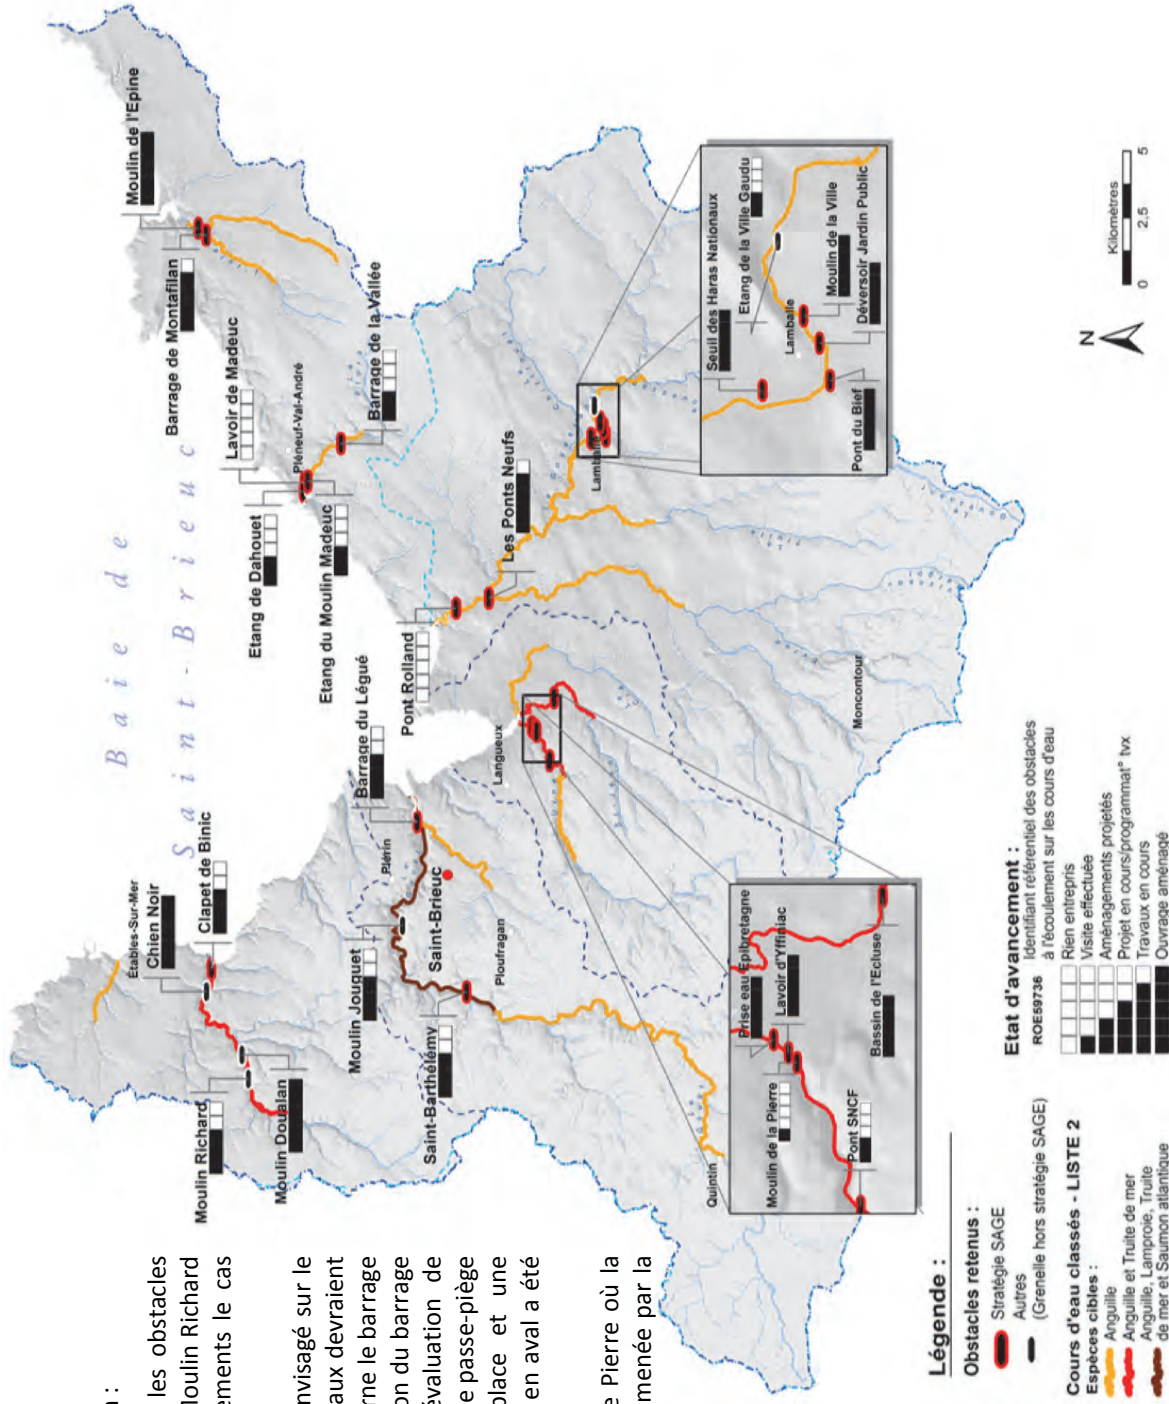 n :
les obstacles
Moulin Richard
ements le cas
nvisagé sur le
aux devraient
rne le barrage
on du barrage
évaluation de
e passe-piège
place et une
en aval a été
e Pierre où la
menée par la
Baie de
Saint-Brieuc
Moulin de l'Epine
Barrage de Montafilan
Lavoir de Madeuc
Pléneuf-Val-André
Etang de Dahouet
Barrage de la Vallée
Etang du Moulin Madeuc
Les Ponts Neufs
Pont Rolland
Lamballe
Barrage du Légué
Langueux
Plérin
Étables-Sur-Mer
Chien Noir
Clapet de Binic
Moulin Jouguet
Saint-Brieuc
Moulin Richard
Moulin Doualan
Saint-Barthélémy
Ploufragan
Quintin
Moncontour
Seuil des Haras Nationaux
Etang de la Ville Gaudu
Lamballe
Moulin de la Ville
Déversoir Jardin Public
Pont du Bief
Prise eau Epibretagne
Lavoir d'Yffiniac
Moulin de la Pierre
Bassin de l'Ecluse
Pont SNCF
N
Kilomètres
0 2,5 5
Légende :
Obstacles retenus :
Stratégie SAGE
Autres
(Grenelle hors stratégie SAGE)
Cours d'eau classés - LISTE 2
Espèces cibles :
Anguille
Anguille et Truite de mer
Anguille, Lamproie, Truite
de mer et Saumon atlantique
Etat d'avancement :
ROE59736 Identifiant référentiel des obstacles
à l'écoulement sur les cours d'eau
Rien entrepris
Visite effectuée
Aménagements projetés
Projet en cours/programmat° tvx
Travaux en cours
Ouvrage aménagé